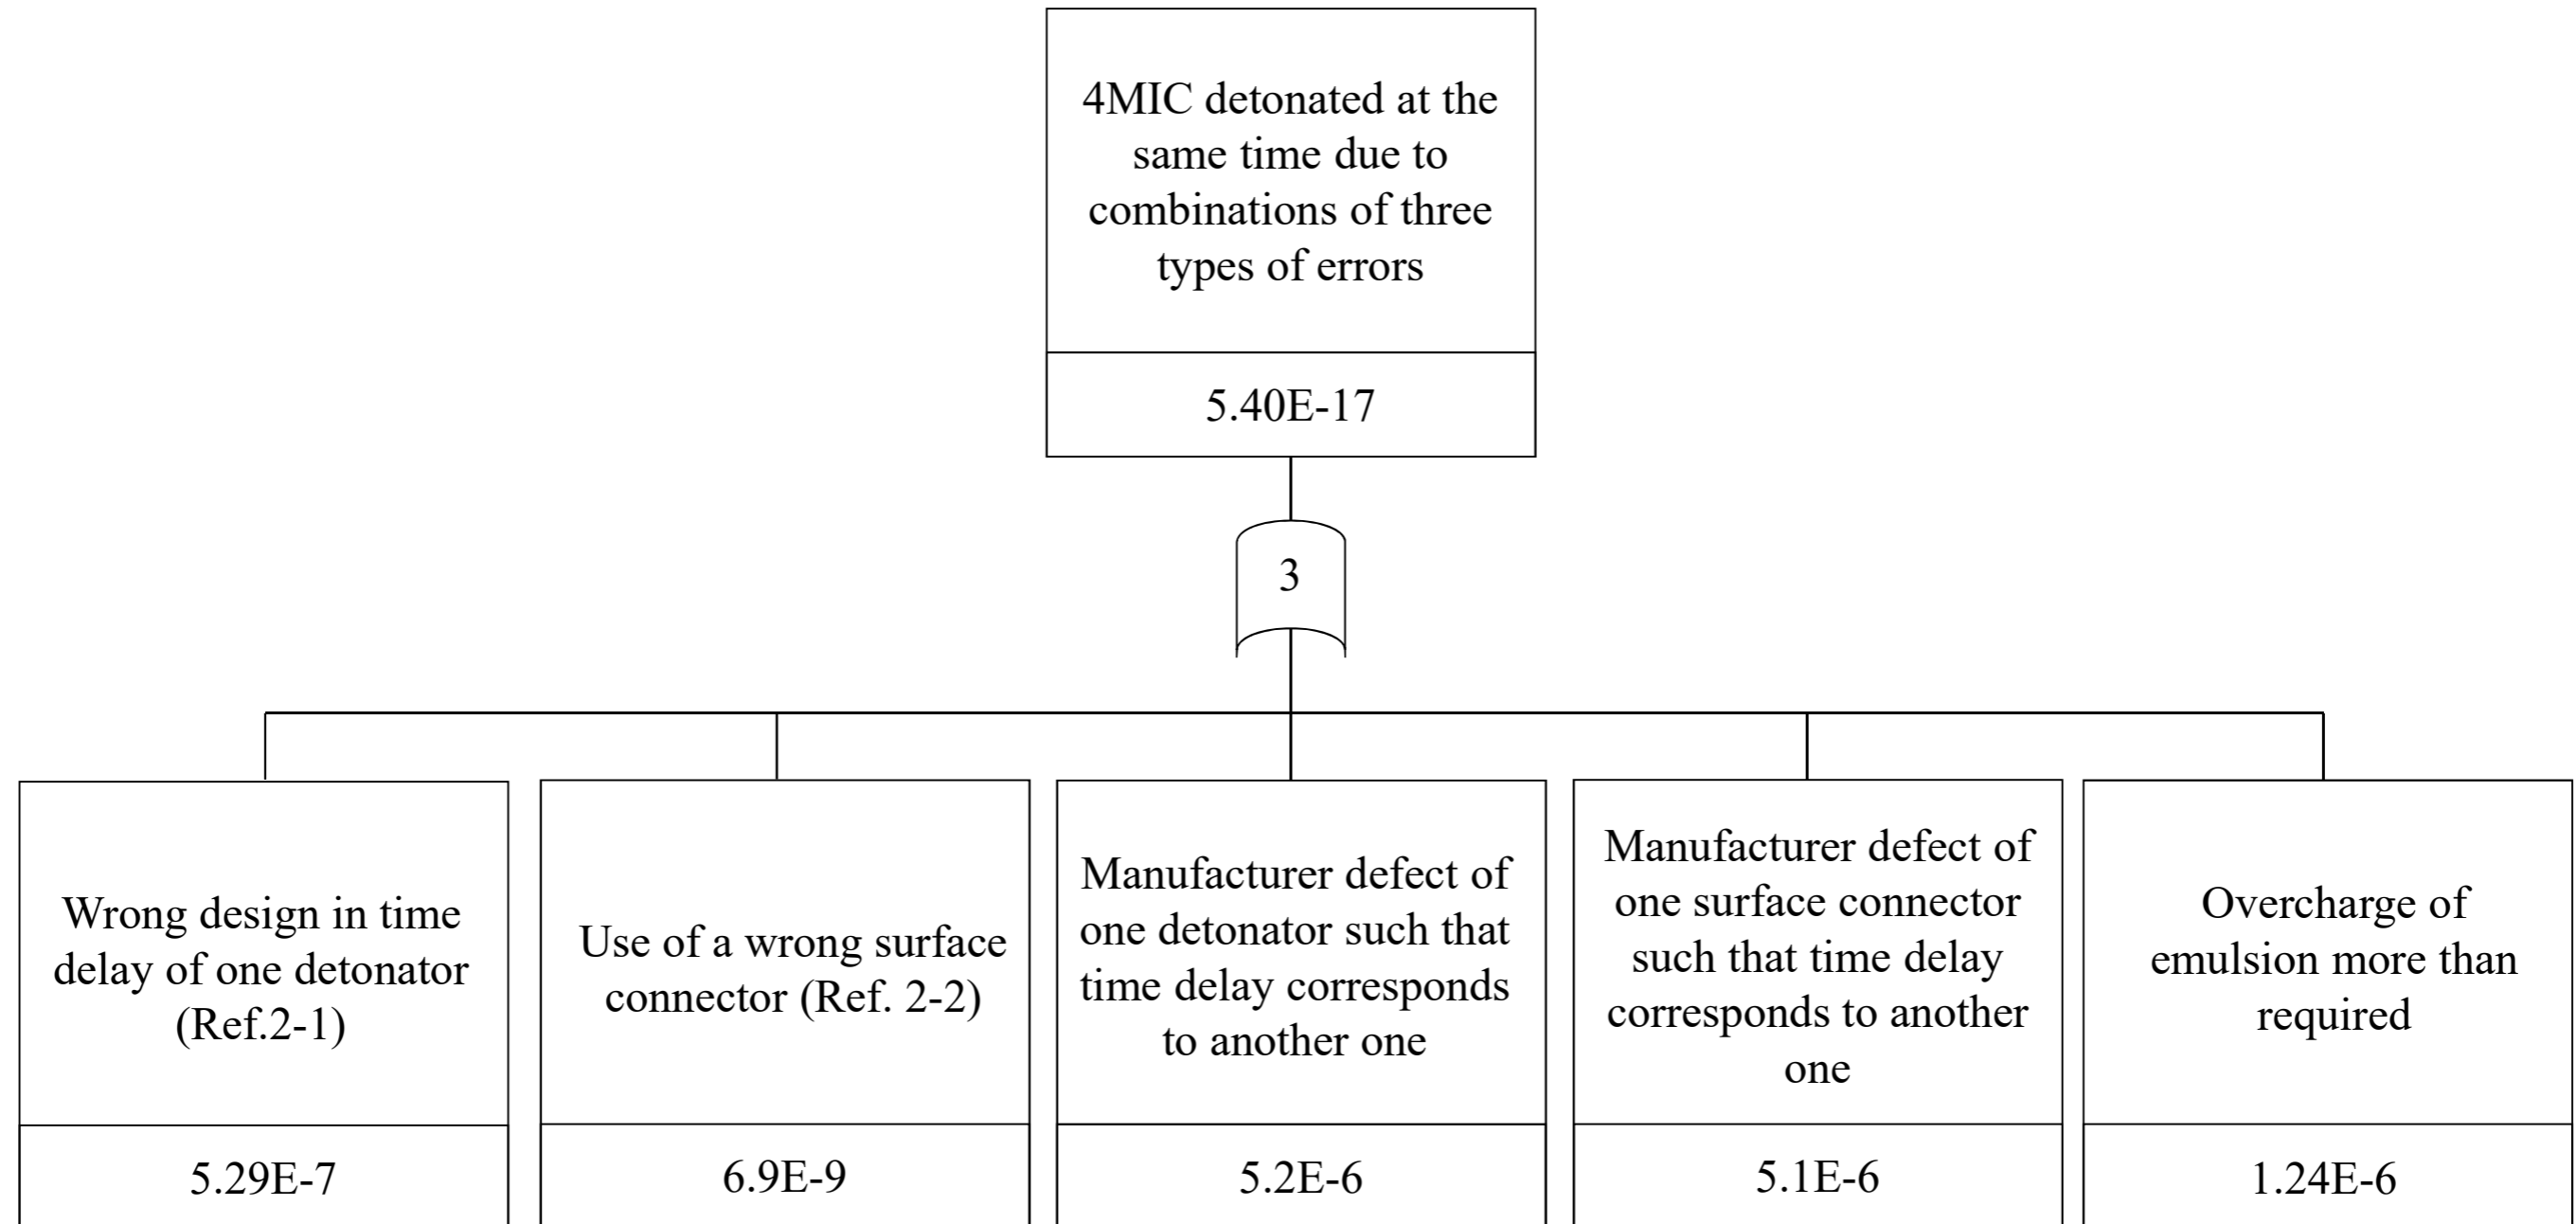 4MIC detonated at the
same time due to
combinations of three
types of errors
5.40E-17
3
Wrong design in time
delay of one detonator
(Ref.2-1)
5.29E-7
Use of a wrong surface
connector (Ref. 2-2)
6.9E-9
Manufacturer defect of
one detonator such that
time delay corresponds
to another one
5.2E-6
Manufacturer defect of
one surface connector
such that time delay
corresponds to another
one
5.1E-6
Overcharge of
emulsion more than
required
1.24E-6